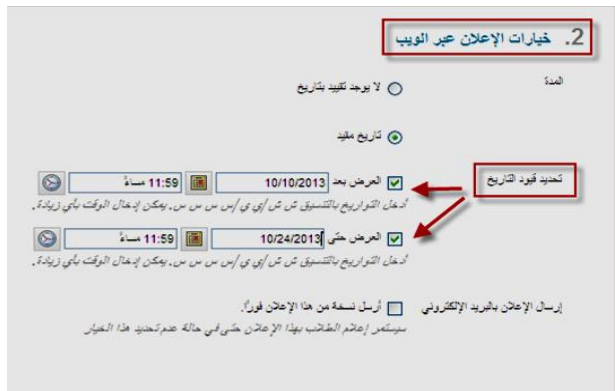 2. خيارات الإعلان عبر الويب
المدة
لا يوجد تقييد بتاريخ
تاريخ مقيد
تحديد قيود التاريخ
العرض بعد 10/10/2013 11:59 مساءً
أدخل التواريخ بالتنسيق ش ش/ي ي/س س س س. يمكن إدخال الوقت بأي زيادة.
العرض حتى 10/24/2013 11:59 مساءً
أدخل التواريخ بالتنسيق ش ش/ي ي/س س س س. يمكن إدخال الوقت بأي زيادة.
إرسال الإعلان بالبريد الإلكتروني أرسل نسخة من هذا الإعلان فورًا.
سيستمر إعلام الطلاب بهذا الإعلان حتى في حالة عدم تحديد هذا الخيار